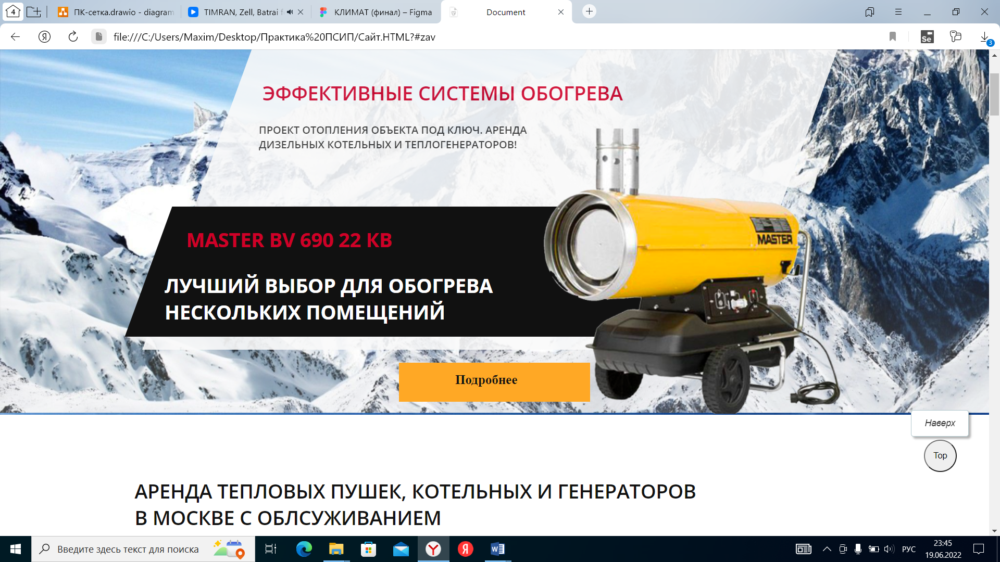 4
ПК-сетка.drawio - diagram
TIMRAN, Zell, Batrai f
КЛИМАТ (финал) – Figma
Document
Я
file:///C:/Users/Maxim/Desktop/Практика%20ПСИП/Сайт.HTML?#zav
Se
3
ЭФФЕКТИВНЫЕ СИСТЕМЫ ОБОГРЕВА
ПРОЕКТ ОТОПЛЕНИЯ ОБЪЕКТА ПОД КЛЮЧ. АРЕНДА
ДИЗЕЛЬНЫХ КОТЕЛЬНЫХ И ТЕПЛОГЕНЕРАТОРОВ!
MASTER BV 690 22 КВ
MASTER
ЛУЧШИЙ ВЫБОР ДЛЯ ОБОГРЕВА
НЕСКОЛЬКИХ ПОМЕЩЕНИЙ
Подробнее
Наверх
Top
АРЕНДА ТЕПЛОВЫХ ПУШЕК, КОТЕЛЬНЫХ И ГЕНЕРАТОРОВ
В МОСКВЕ С ОБЛСУЖИВАНИЕМ
Введите здесь текст для поиска
Y
Я
W
РУС
23:45
19.06.2022